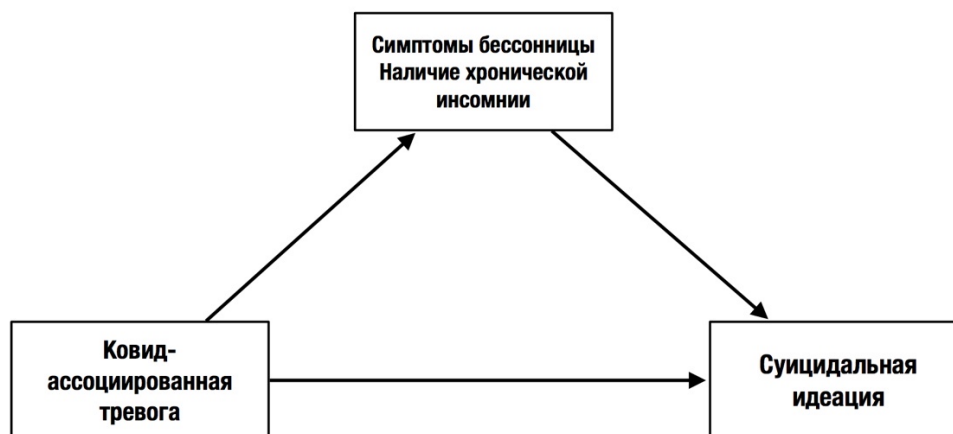 Симптомы бессонницы
Наличие хронической
инсомнии
Ковид-
ассоциированная
тревога
Суицидальная
идеация